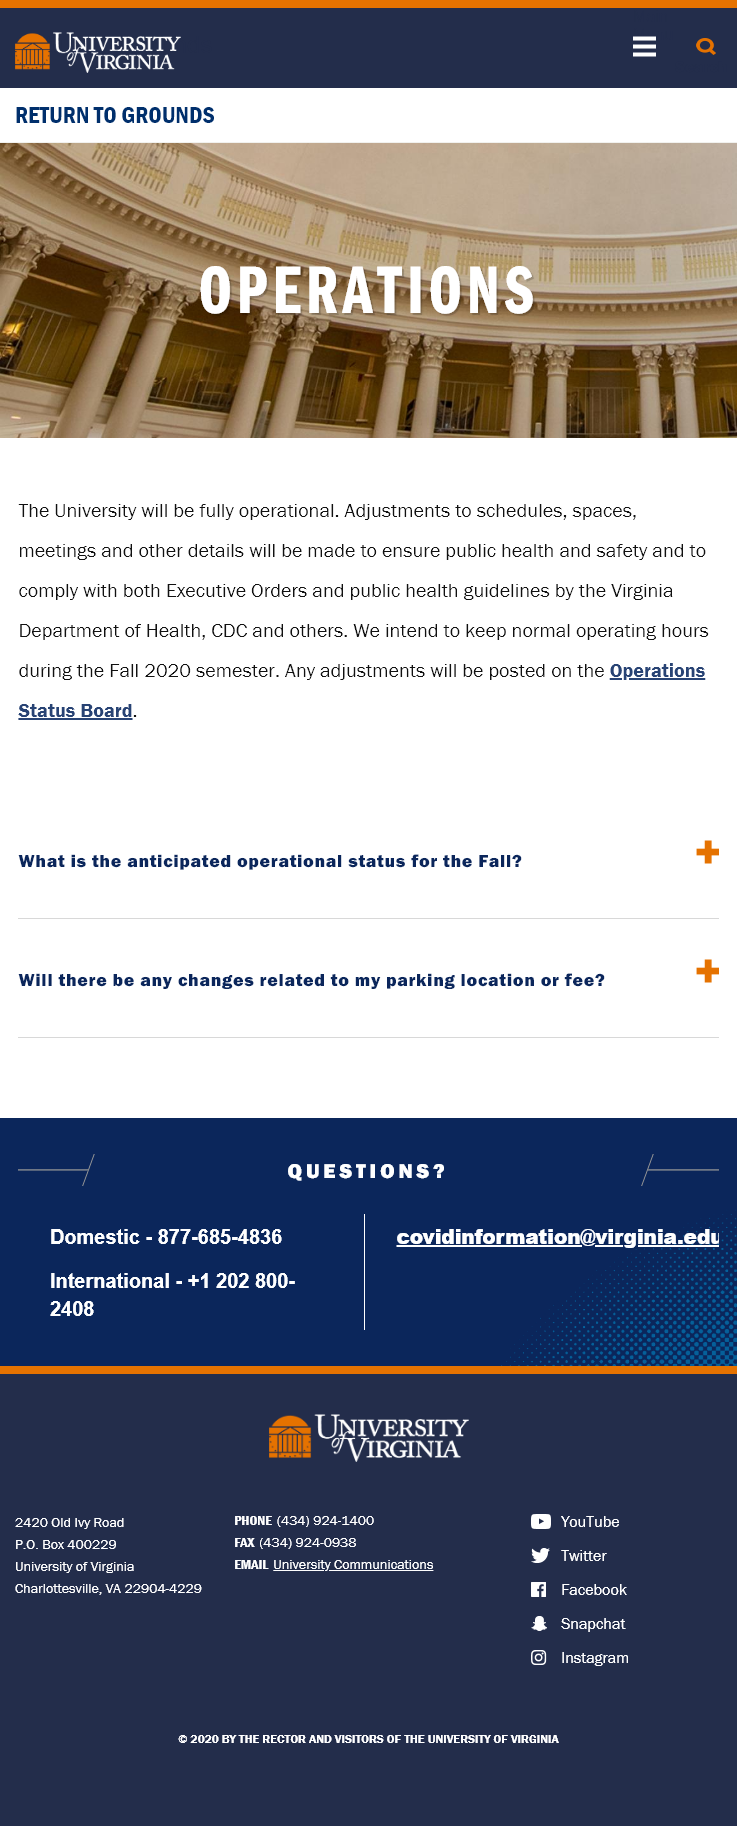 UNIVERSITY
of VIRGINIA
RETURN TO GROUNDS
OPERATIONS
The University will be fully operational. Adjustments to schedules, spaces,
meetings and other details will be made to ensure public health and safety and to
comply with both Executive Orders and public health guidelines by the Virginia
Department of Health, CDC and others. We intend to keep normal operating hours
during the Fall 2020 semester. Any adjustments will be posted on the Operations
Status Board.
What is the anticipated operational status for the Fall?
Will there be any changes related to my parking location or fee?
QUESTIONS?
Domestic - 877-685-4836
International - +1 202 800-
2408
covidinformation@virginia.edu
UNIVERSITY
of VIRGINIA
2420 Old Ivy Road
P.O. Box 400229
University of Virginia
Charlottesville, VA 22904-4229
PHONE (434) 924-1400
FAX (434) 924-0938
EMAIL University Communications
YouTube
Twitter
Facebook
Snapchat
Instagram
© 2020 BY THE RECTOR AND VISITORS OF THE UNIVERSITY OF VIRGINIA